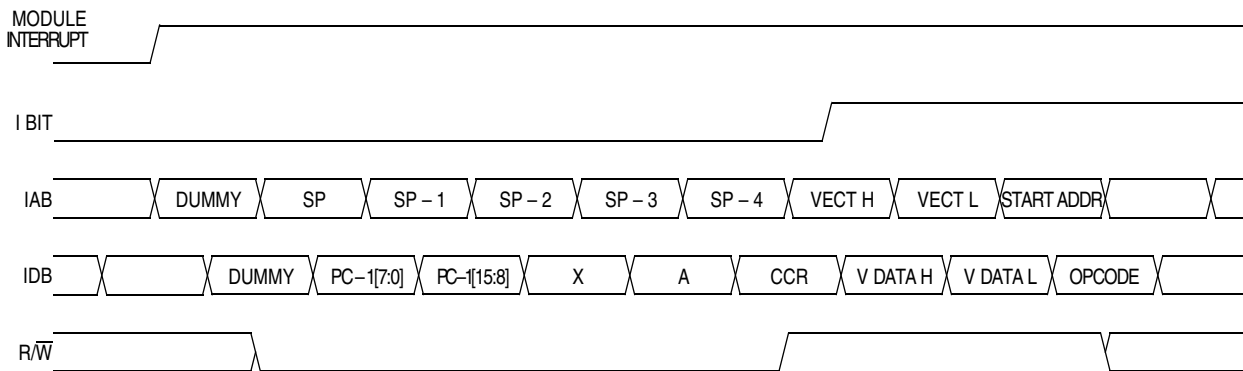 MODULE
INTERRUPT
I BIT
IAB DUMMY SP SP – 1 SP – 2 SP – 3 SP – 4 VECT H VECT L START ADDR
IDB DUMMY PC–1[7:0] PC–1[15:8] X A CCR V DATA H V DATA L OPCODE
R/W̅